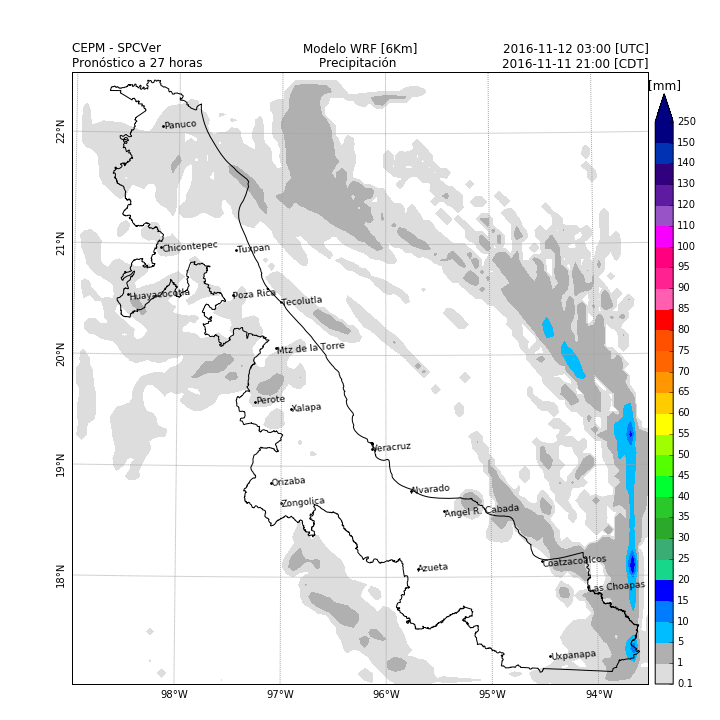 CEPM - SPCVer
Modelo WRF [6Km]
2016-11-12 03:00 [UTC]
Pronóstico a 27 horas
Precipitación
2016-11-11 21:00 [CDT]
[mm]
22°N
21°N
20°N
19°N
18°N
98°W
97°W
96°W
95°W
94°W
Panuco
Chicontepec
Tuxpan
Huayacocotla
Poza Rica
Tecolutla
Mtz de la Torre
Perote
Xalapa
Veracruz
Orizaba
Alvarado
Zongolica
Angel R. Cabada
Azueta
Coatzacoalcos
Las Choapas
Uxpanapa
250
150
140
130
120
110
100
95
90
85
80
75
70
65
60
55
50
45
40
35
30
25
20
15
10
5
1
0.1